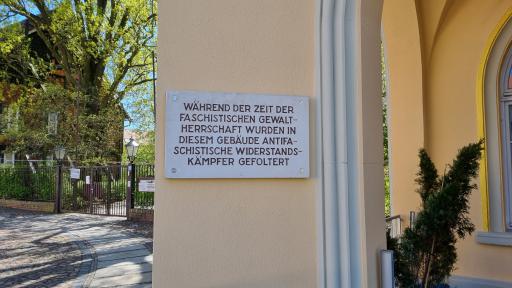 WÄHREND DER ZEIT DER
FASCHISTISCHEN GEWALT-
HERRSCHAFT WURDEN IN
DIESEM GEBÄUDE ANTIFA-
SCHISTISCHE WIDERSTANDS-
KÄMPFER GEFOLTERT